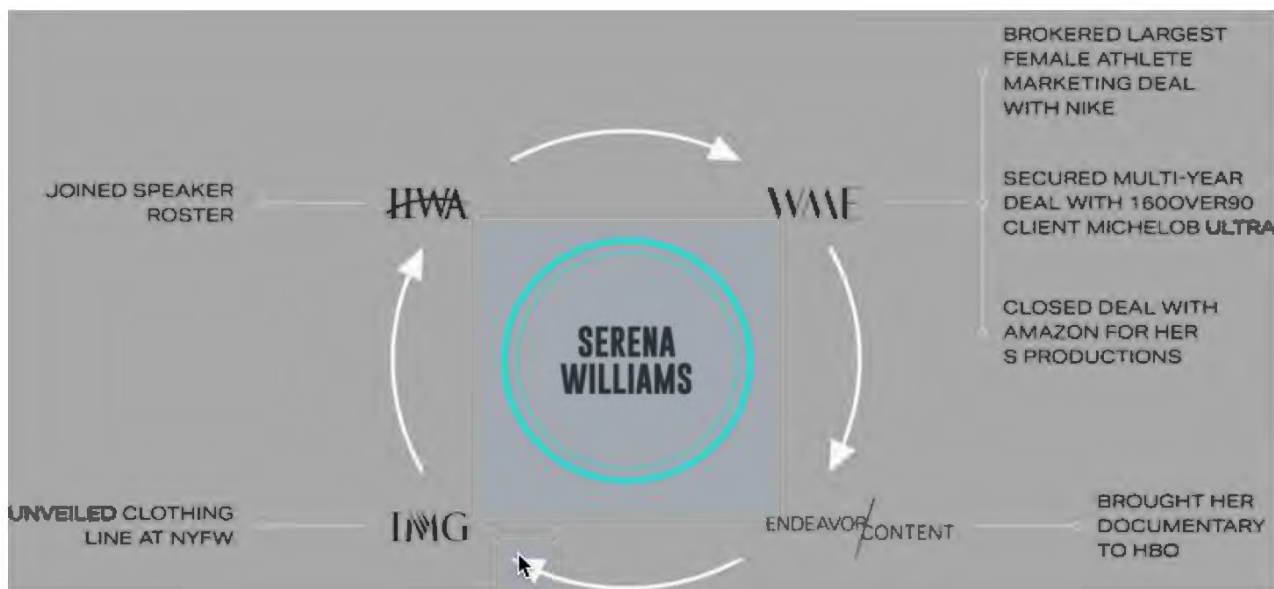 BROKERED LARGEST
FEMALE ATHLETE
MARKETING DEAL
WITH NIKE
JOINED SPEAKER
ROSTER
HWA
WME
SECURED MULTI-YEAR
DEAL WITH 160OVER90
CLIENT MICHELOB ULTRA
SERENA
WILLIAMS
CLOSED DEAL WITH
AMAZON FOR HER
S PRODUCTIONS
UNVEILED CLOTHING
LINE AT NYFW
IMG
ENDEAVOR/CONTENT
BROUGHT HER
DOCUMENTARY
TO HBO